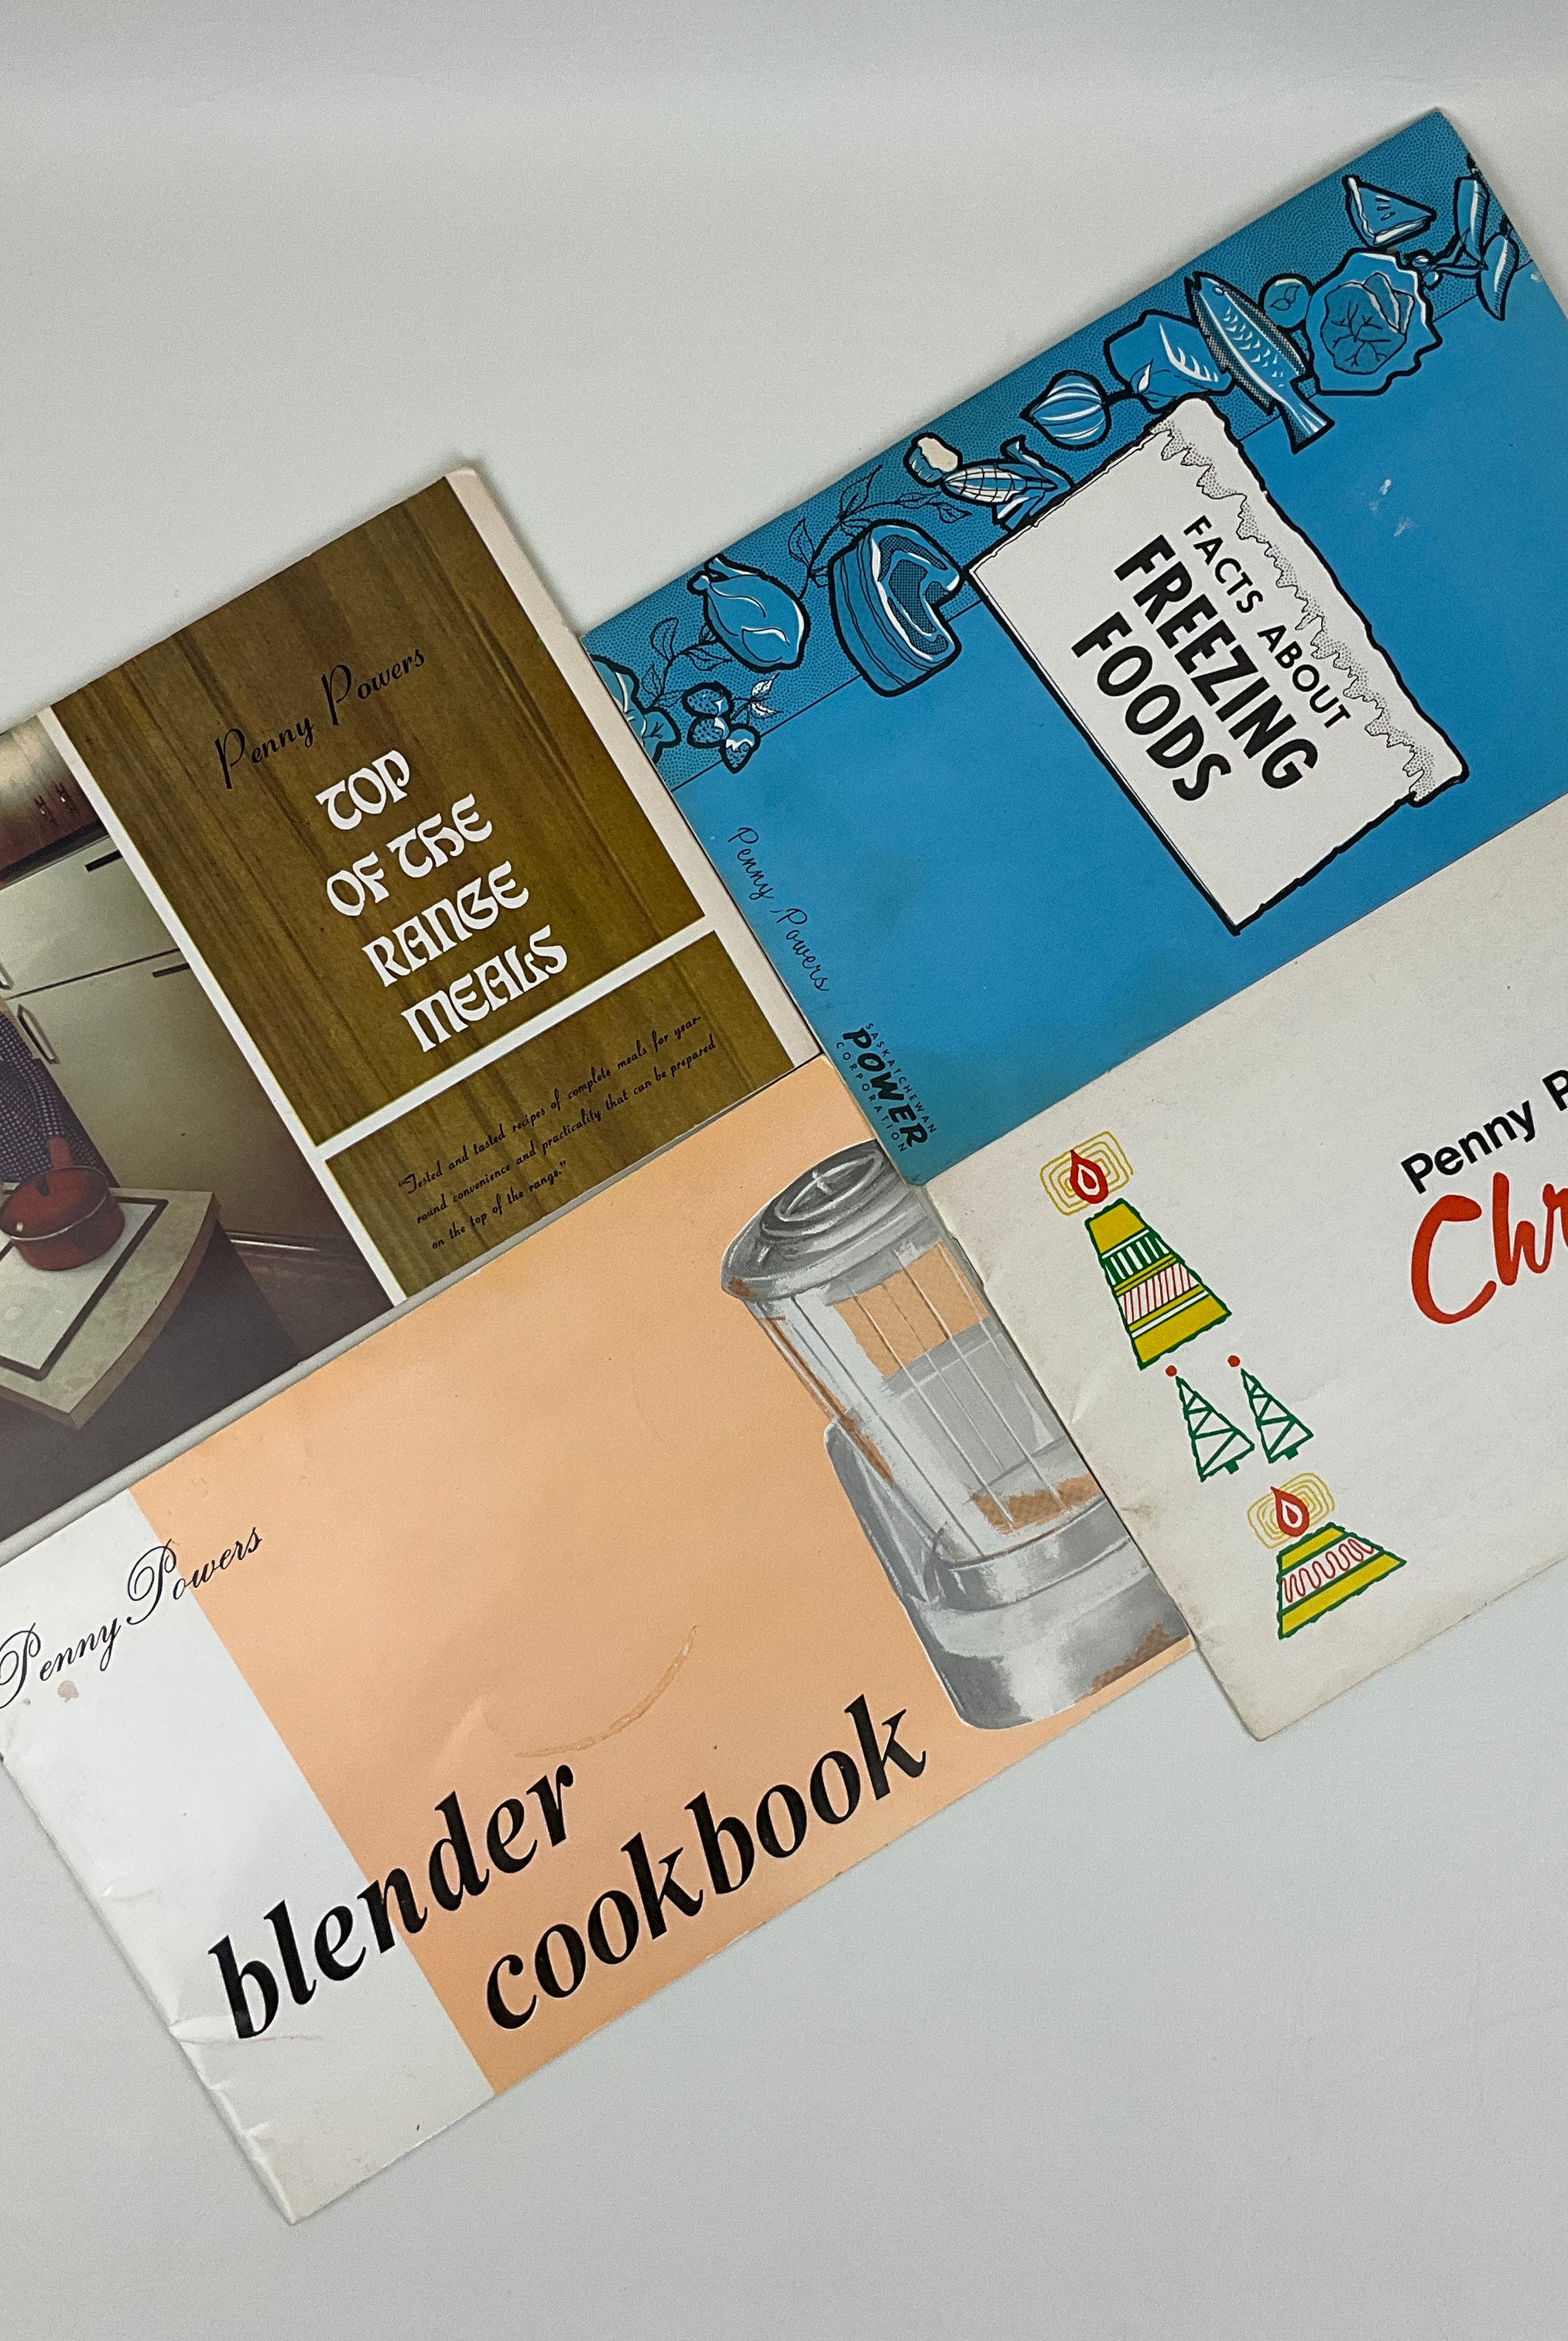 Penny Powers
TOP
OF THE
RANGE
MEALS
"Tested and tasted recipes of complete meals for year-
round convenience and practicality that can be prepared
on the top of the range."
FACTS ABOUT
FREEZING
FOODS
Penny Powers
SASKATCHEWAN
POWER
CORPORATION
Penny Powers
blender
cookbook
Penny P
Chr